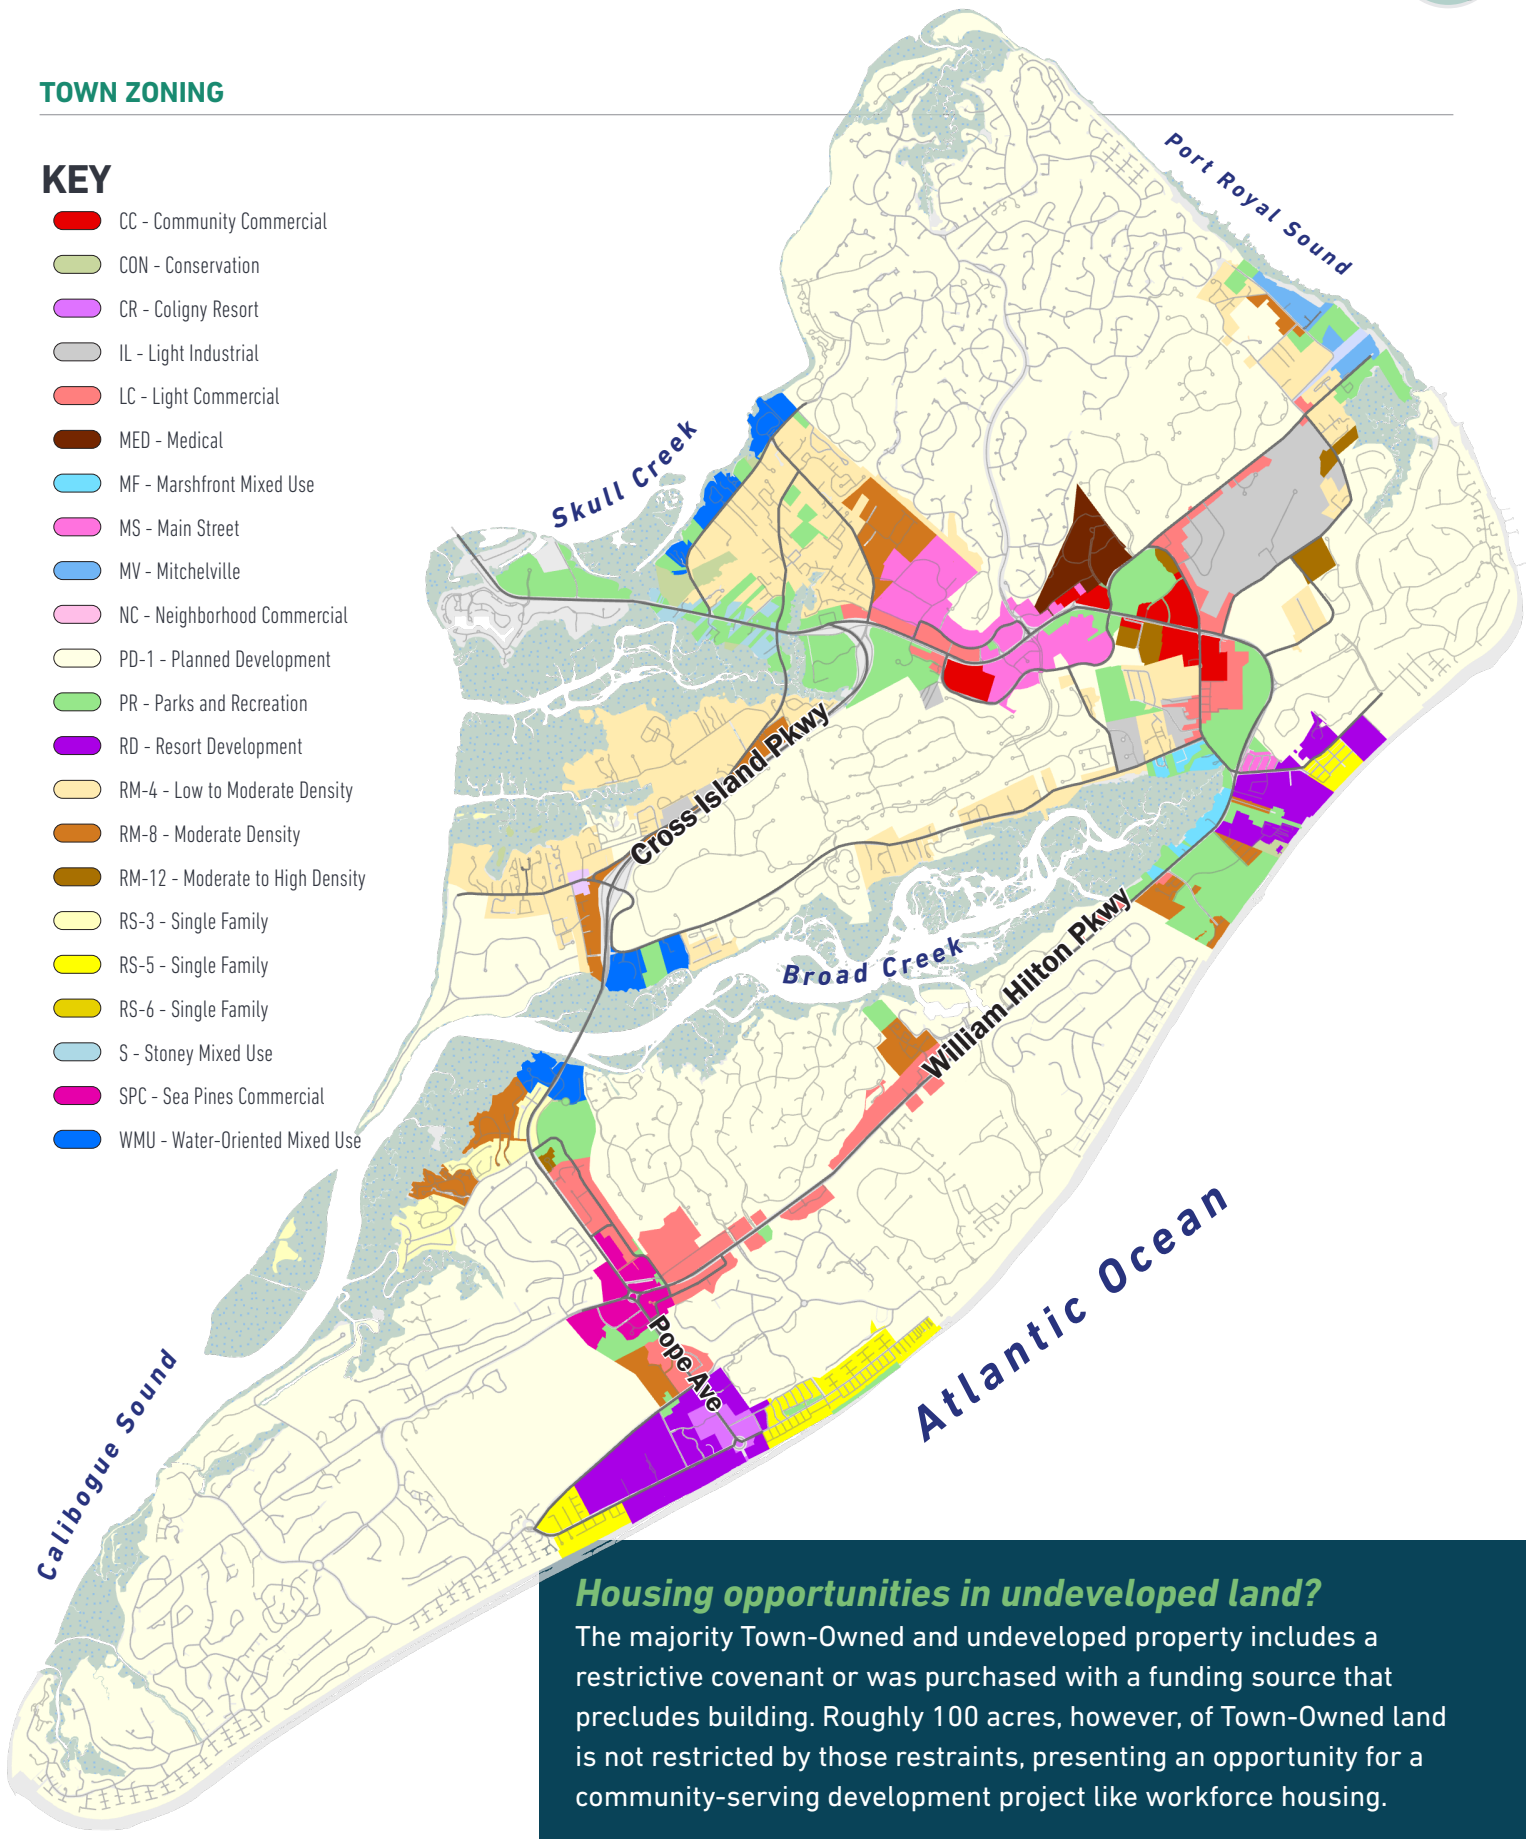 TOWN ZONING
KEY
CC - Community Commercial
CON - Conservation
CR - Coligny Resort
IL - Light Industrial
LC - Light Commercial
MED - Medical
MF - Marshfront Mixed Use
MS - Main Street
MV - Mitchelville
NC - Neighborhood Commercial
PD-1 - Planned Development
PR - Parks and Recreation
RD - Resort Development
RM-4 - Low to Moderate Density
RM-8 - Moderate Density
RM-12 - Moderate to High Density
RS-3 - Single Family
RS-5 - Single Family
RS-6 - Single Family
S - Stoney Mixed Use
SPC - Sea Pines Commercial
WMU - Water-Oriented Mixed Use
Port Royal Sound
Skull Creek
Cross Island Pkwy
Broad Creek
William Hilton Pkwy
Atlantic Ocean
Pope Ave
Calibogue Sound
Housing opportunities in undeveloped land?
The majority Town-Owned and undeveloped property includes a
restrictive covenant or was purchased with a funding source that
precludes building. Roughly 100 acres, however, of Town-Owned land
is not restricted by those restraints, presenting an opportunity for a
community-serving development project like workforce housing.